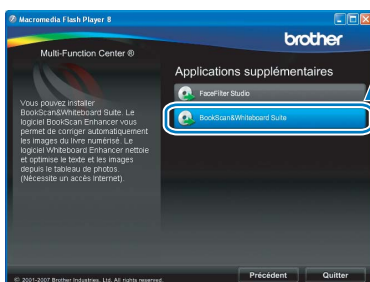 Macromedia Flash Player 8
brother
Multi-Function Center ®
Applications supplémentaires
FaceFilter Studio
BookScan&Whiteboard Suite
Vous pouvez installer
BookScan&Whiteboard Suite. Le
logiciel BookScan Enhancer vous
permet de corriger automatiquement
les images du livre numérisé. Le
logiciel Whiteboard Enhancer nettoie
et optimise le texte et les images
depuis le tableau de photos.
(Nécessite un accès Internet).
Précédent
Quitter
© 2001-2007 Brother Industries, Ltd. All rights reserved.